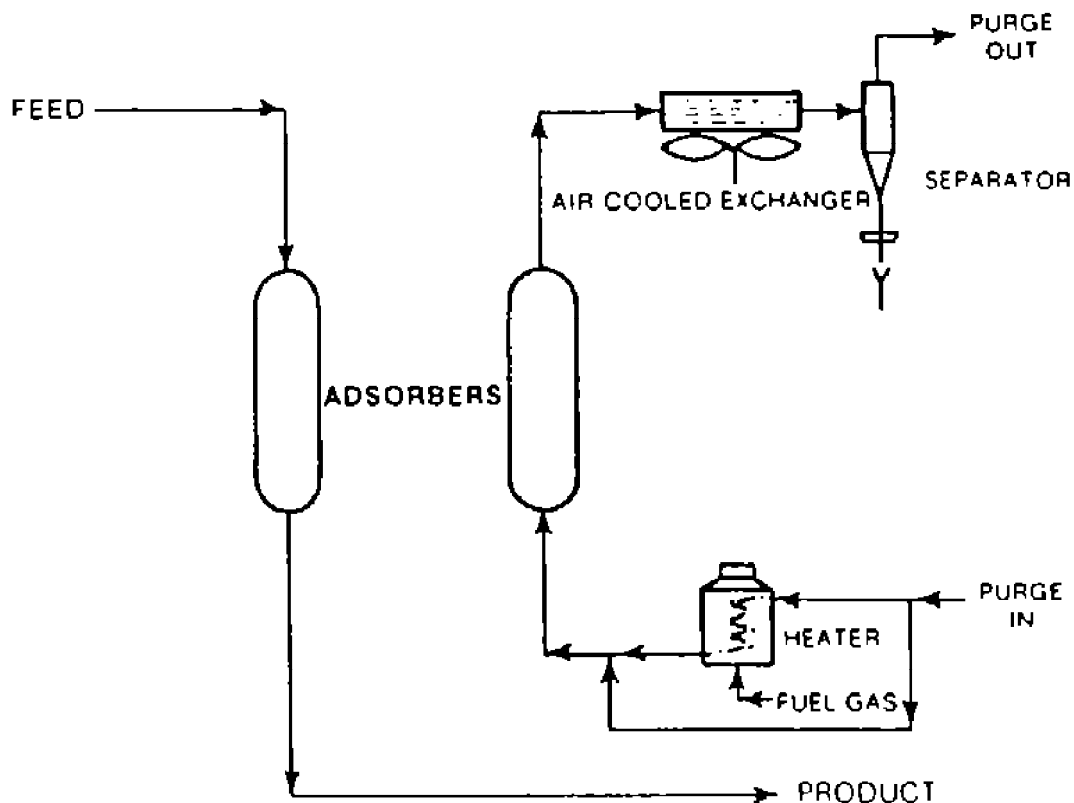 PURGE
OUT
FEED
SEPARATOR
AIR COOLED EXCHANGER
ADSORBERS
PURGE
IN
HEATER
FUEL GAS
PRODUCT